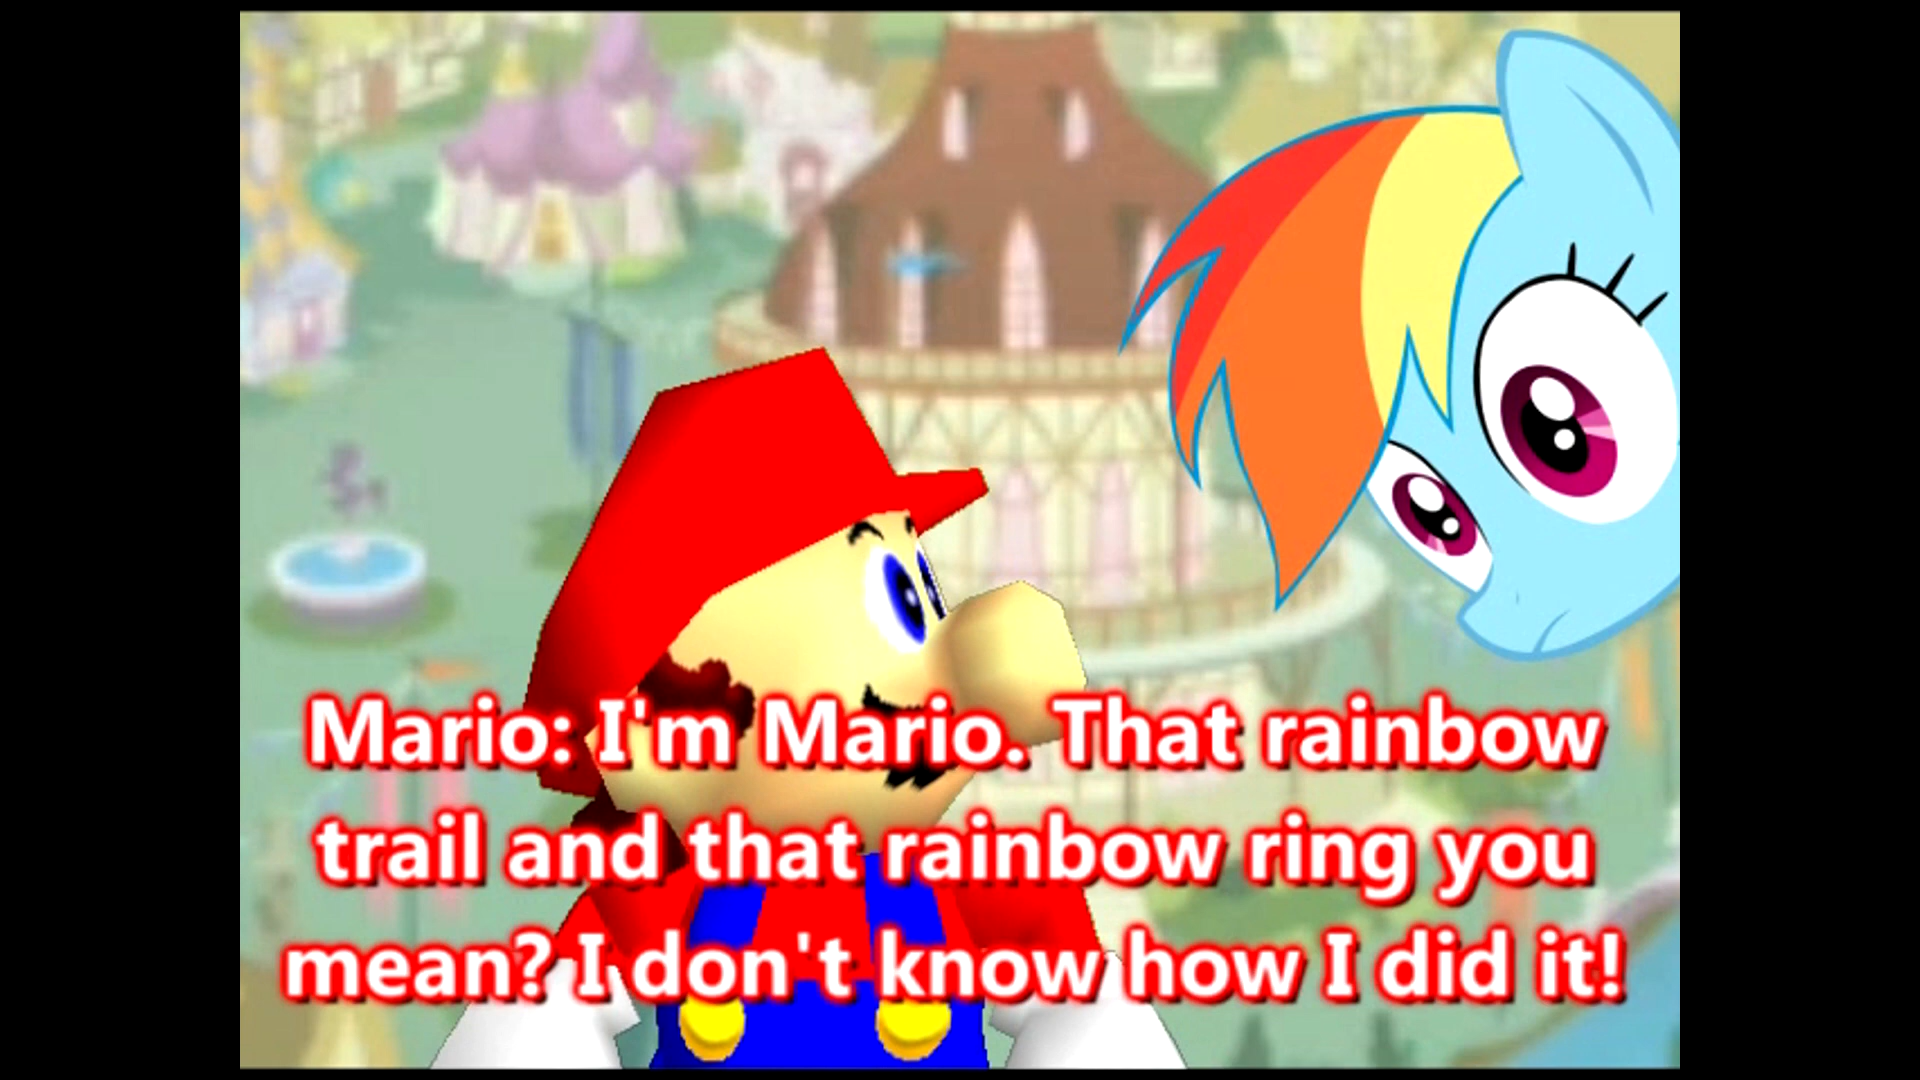 Mario: I'm Mario. That rainbow
trail and that rainbow ring you
mean? I don't know how I did it!